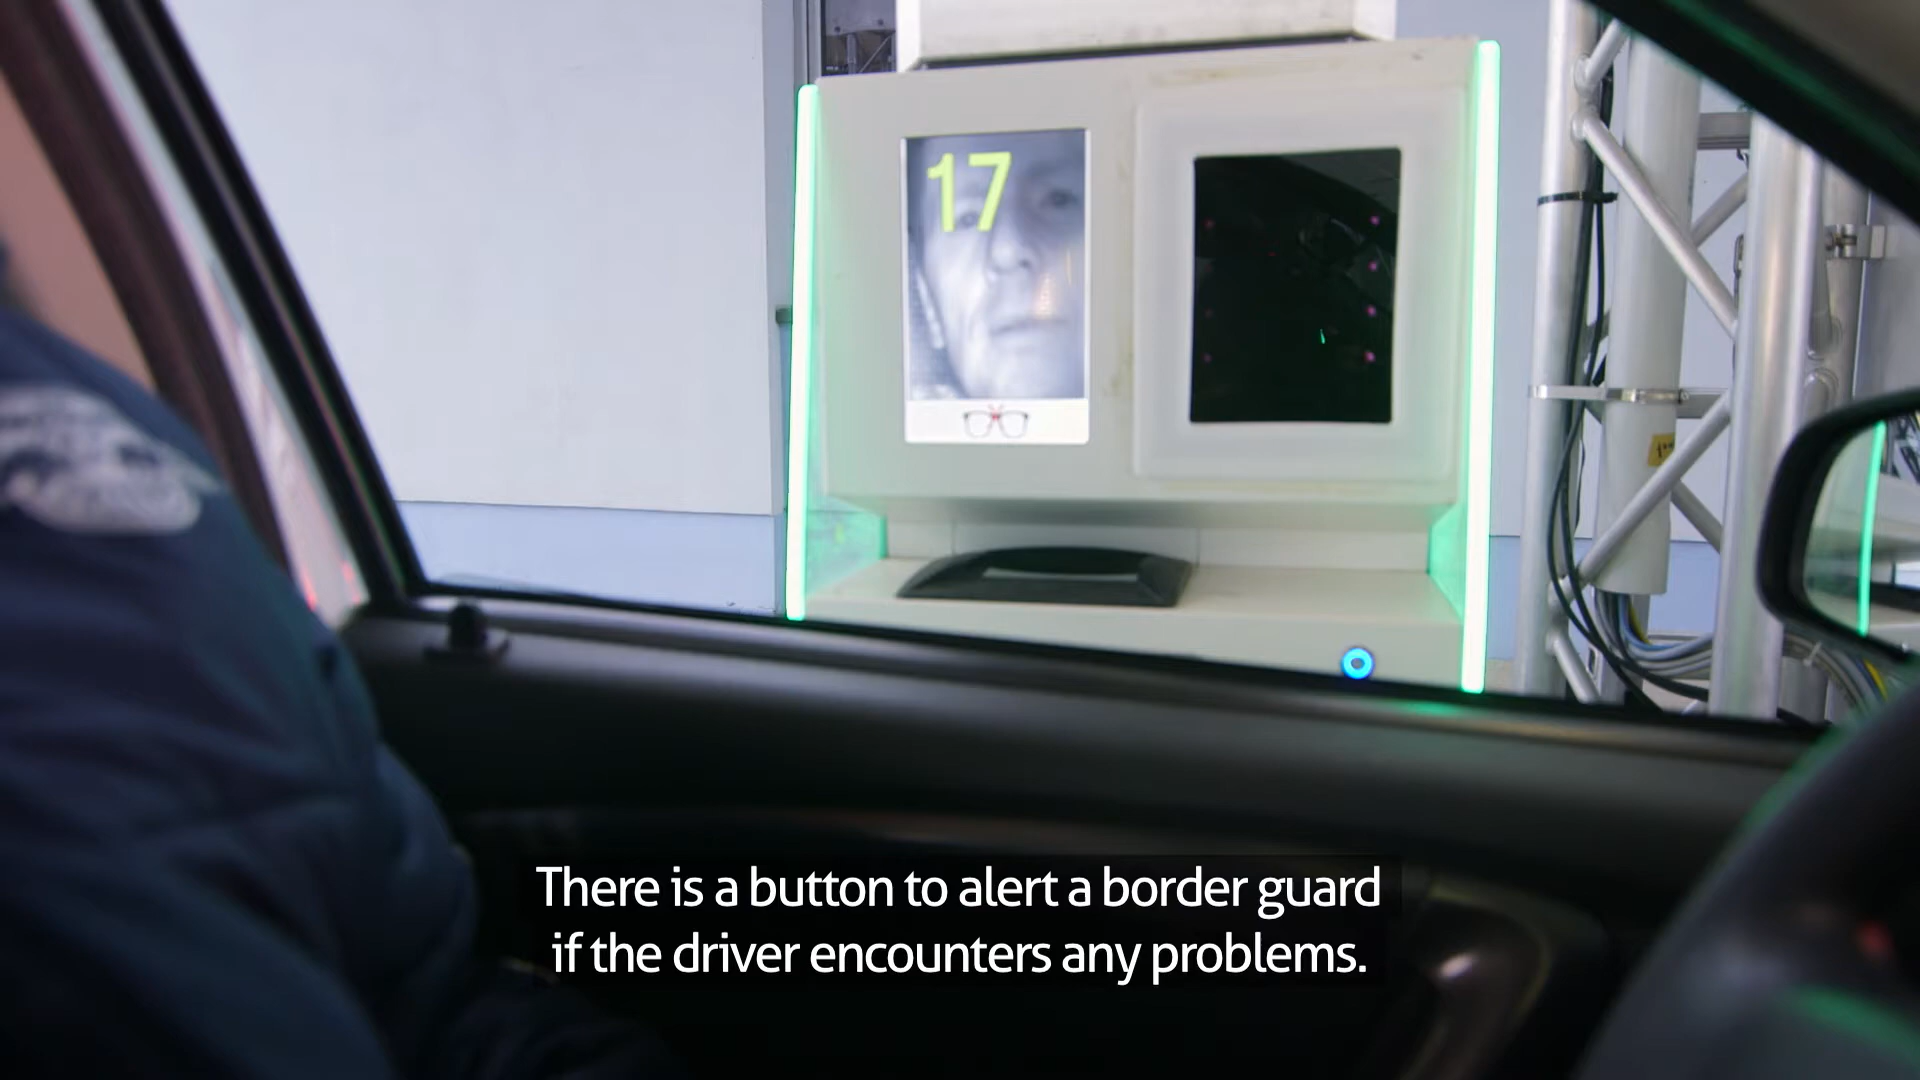 17
There is a button to alert a border guard
if the driver encounters any problems.